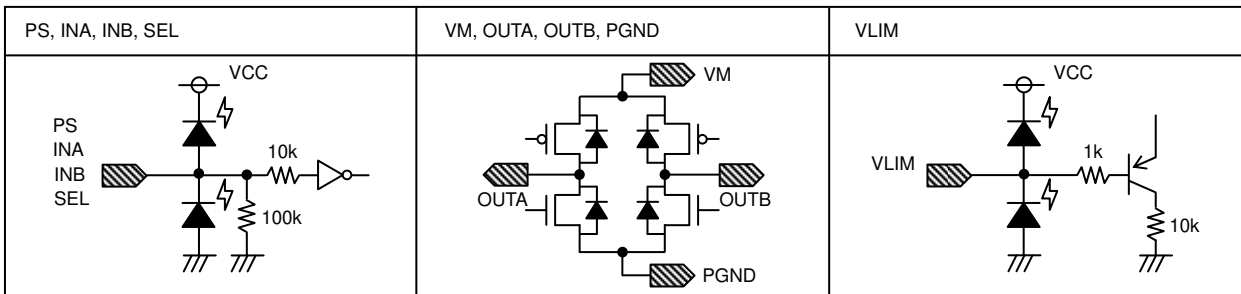 PS, INA, INB, SEL
VM, OUTA, OUTB, PGND
VLIM
VCC
PS
INA
INB
SEL
10k
100k
VM
OUTA
OUTB
PGND
VCC
VLIM
1k
10k